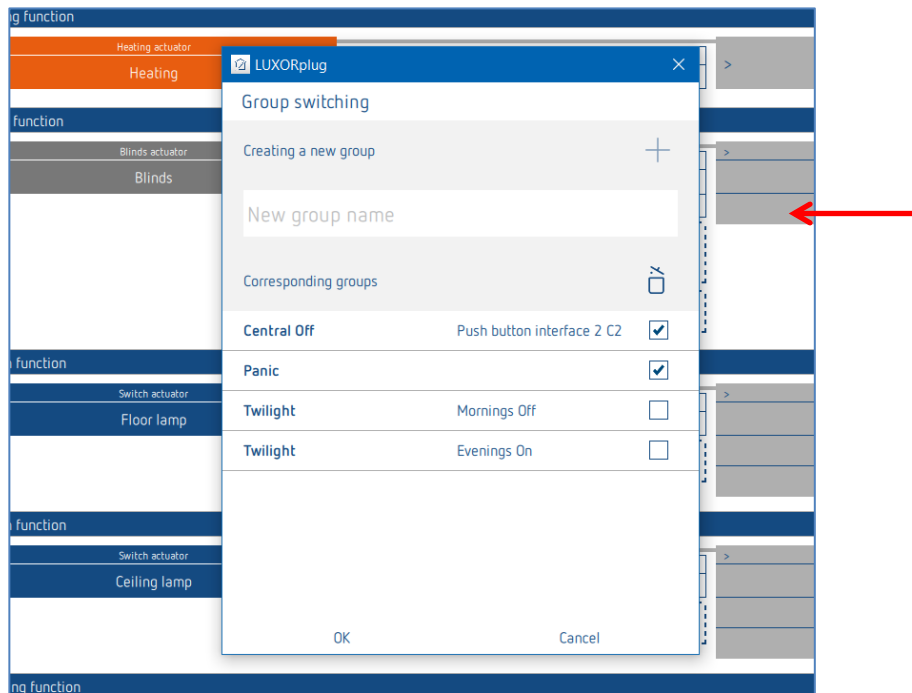 g function
Heating actuator
Heating
>
function
Blinds actuator
Blinds
>
LUXORplug
Group switching
Creating a new group
New group name
Corresponding groups
Central Off Push button interface 2 C2
Panic
Twilight Mornings Off
Twilight Evenings On
OK Cancel
function
Switch actuator
Floor lamp
>
function
Switch actuator
Ceiling lamp
>
ng function